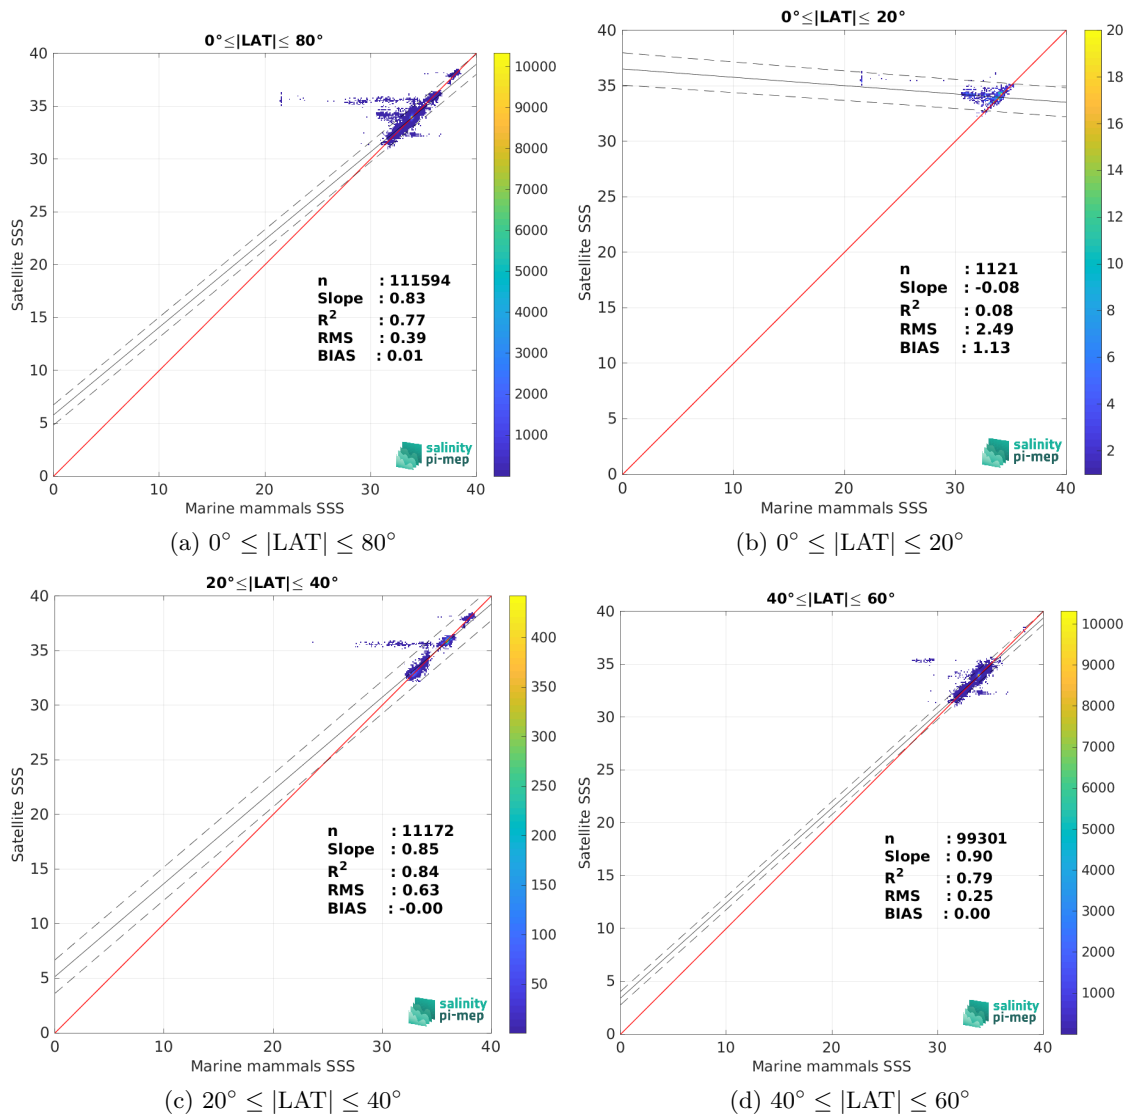 0°≤|LAT|≤ 80°
40
35
30
25
20
15
10
5
0
Satellite SSS
n : 111594
Slope : 0.83
R² : 0.77
RMS : 0.39
BIAS : 0.01
salinity
pi-mep
0 10 20 30 40
Marine mammals SSS
10000
9000
8000
7000
6000
5000
4000
3000
2000
1000
(a) 0° ≤ |LAT| ≤ 80°
0°≤|LAT|≤ 20°
40
35
30
25
20
15
10
5
0
Satellite SSS
n : 1121
Slope : -0.08
R² : 0.08
RMS : 2.49
BIAS : 1.13
salinity
pi-mep
0 10 20 30 40
Marine mammals SSS
20
18
16
14
12
10
8
6
4
2
(b) 0° ≤ |LAT| ≤ 20°
20°≤|LAT|≤ 40°
40
35
30
25
20
15
10
5
0
Satellite SSS
n : 11172
Slope : 0.85
R² : 0.84
RMS : 0.63
BIAS : -0.00
salinity
pi-mep
0 10 20 30 40
Marine mammals SSS
400
350
300
250
200
150
100
50
(c) 20° ≤ |LAT| ≤ 40°
40°≤|LAT|≤ 60°
40
35
30
25
20
15
10
5
0
Satellite SSS
n : 99301
Slope : 0.90
R² : 0.79
RMS : 0.25
BIAS : 0.00
salinity
pi-mep
0 10 20 30 40
Marine mammals SSS
10000
9000
8000
7000
6000
5000
4000
3000
2000
1000
(d) 40° ≤ |LAT| ≤ 60°